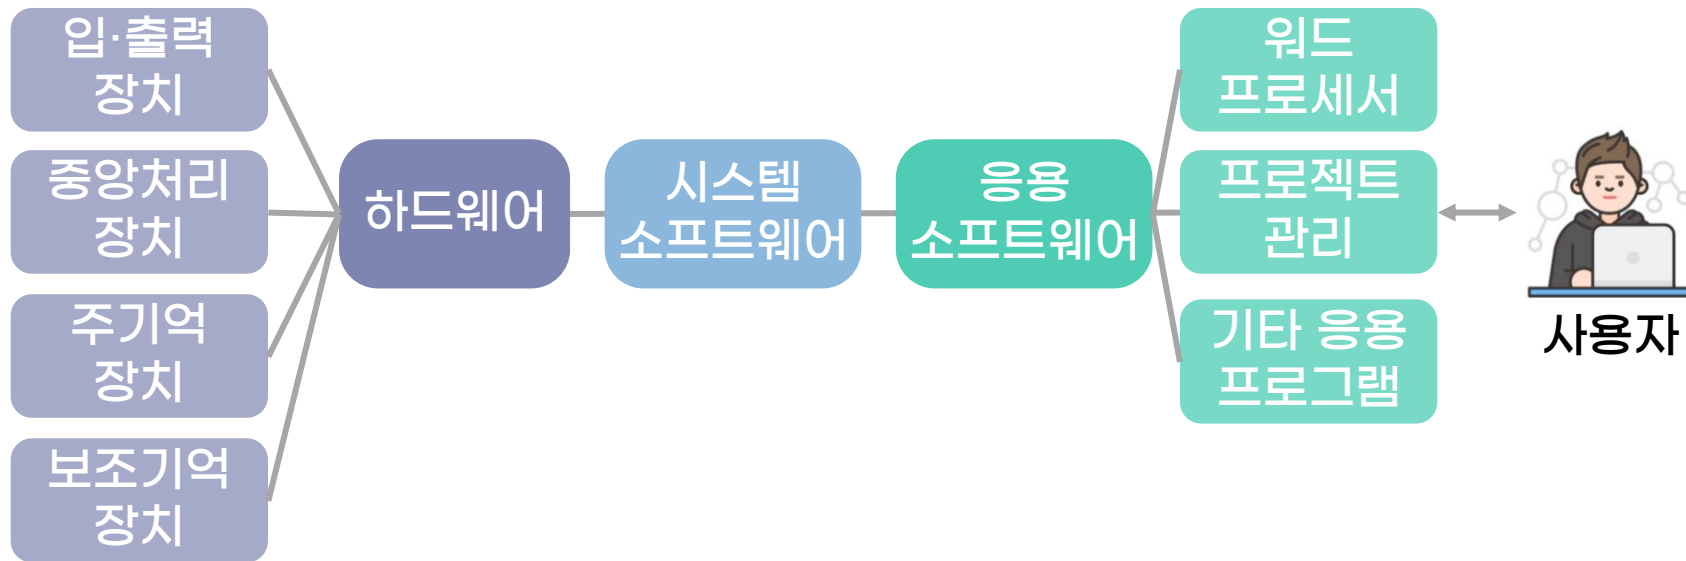 입·출력
장치
중앙처리
장치
주기억
장치
보조기억
장치
하드웨어
시스템
소프트웨어
응용
소프트웨어
워드
프로세서
프로젝트
관리
기타 응용
프로그램
사용자